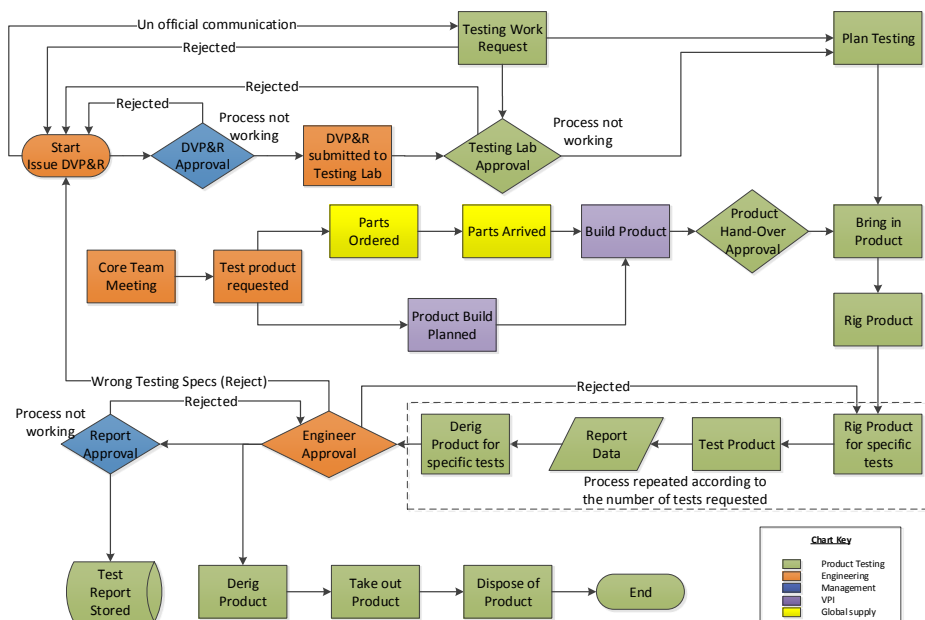 Un official communication
Rejected
Testing Work
Request
Plan Testing
Rejected
Rejected
Process not
working
Process not
working
Start
Issue DVP&R
DVP&R
Approval
DVP&R
submitted to
Testing Lab
Testing Lab
Approval
Parts
Ordered
Parts Arrived
Build Product
Product
Hand-Over
Approval
Bring in
Product
Core Team
Meeting
Test product
requested
Product Build
Planned
Rig Product
Wrong Testing Specs (Reject)
Rejected
Rejected
Process not
working
Report
Approval
Engineer
Approval
Derig
Product for
specific tests
Report
Data
Test Product
Rig Product
for specific
tests
Process repeated according to
the number of tests requested
Test
Report
Stored
Derig
Product
Take out
Product
Dispose of
Product
End
Chart Key
Product Testing
Engineering
Management
VPI
Global supply